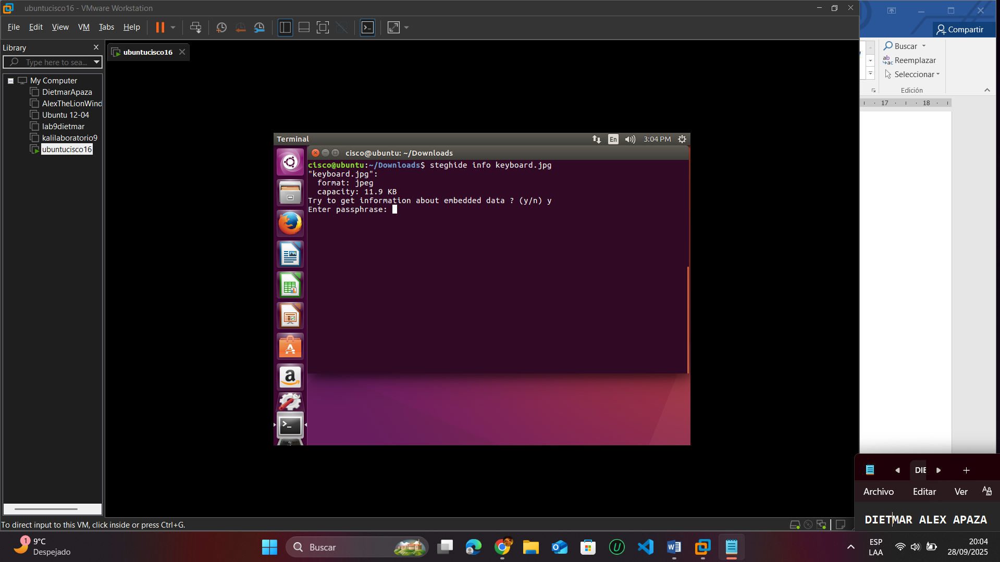 ubuntucisco16 - VMware Workstation
File Edit View VM Tabs Help
Compartir
Library
Type here to sea...
ubuntucisco16
My Computer
DietmarApaza
AlexTheLionWind
Ubuntu 12-04
lab9dietmar
kalilaboratorio9
ubuntucisco16
Buscar
Reemplazar
Seleccionar
Edición
17 18
Terminal
En
3:04 PM
cisco@ubuntu: ~/Downloads
cisco@ubuntu:~/Downloads$ steghide info keyboard.jpg
"keyboard.jpg":
format: jpeg
capacity: 11.9 KB
Try to get information about embedded data ? (y/n) y
Enter passphrase:
DIE
Archivo Editar Ver
DIETMAR ALEX APAZA
To direct input to this VM, click inside or press Ctrl+G.
1
9°C
Despejado
Buscar
ESP
LAA
20:04
28/09/2025